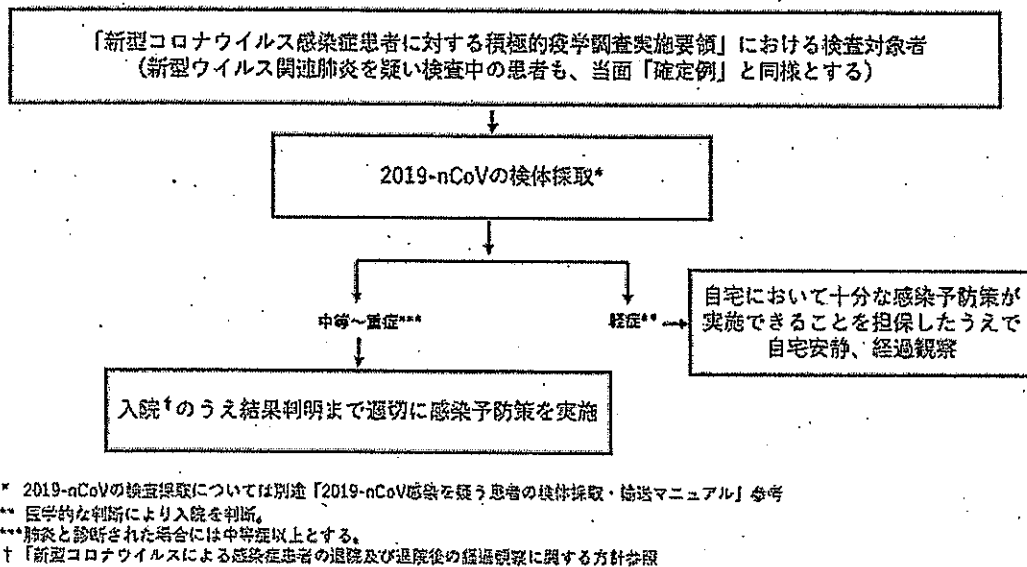 「新型コロナウイルス感染症患者に対する積極的疫学調査実施要領」における検査対象者
（新型ウイルス関連肺炎を疑い検査中の患者も、当面「確定例」と同様とする）
2019-nCoVの検体採取*
中等～重症***
軽症**
自宅において十分な感染予防策が
実施できることを担保したうえで
自宅安静、経過観察
入院†のうえ結果判明まで適切に感染予防策を実施
* 2019-nCoVの検査採取については別途「2019-nCoV感染を疑う患者の検体採取・輸送マニュアル」参考
** 医学的な判断により入院を判断。
***肺炎と診断された場合には中等症以上とする。
† 「新型コロナウイルスによる感染症患者の退院及び退院後の経過観察に関する方針参照